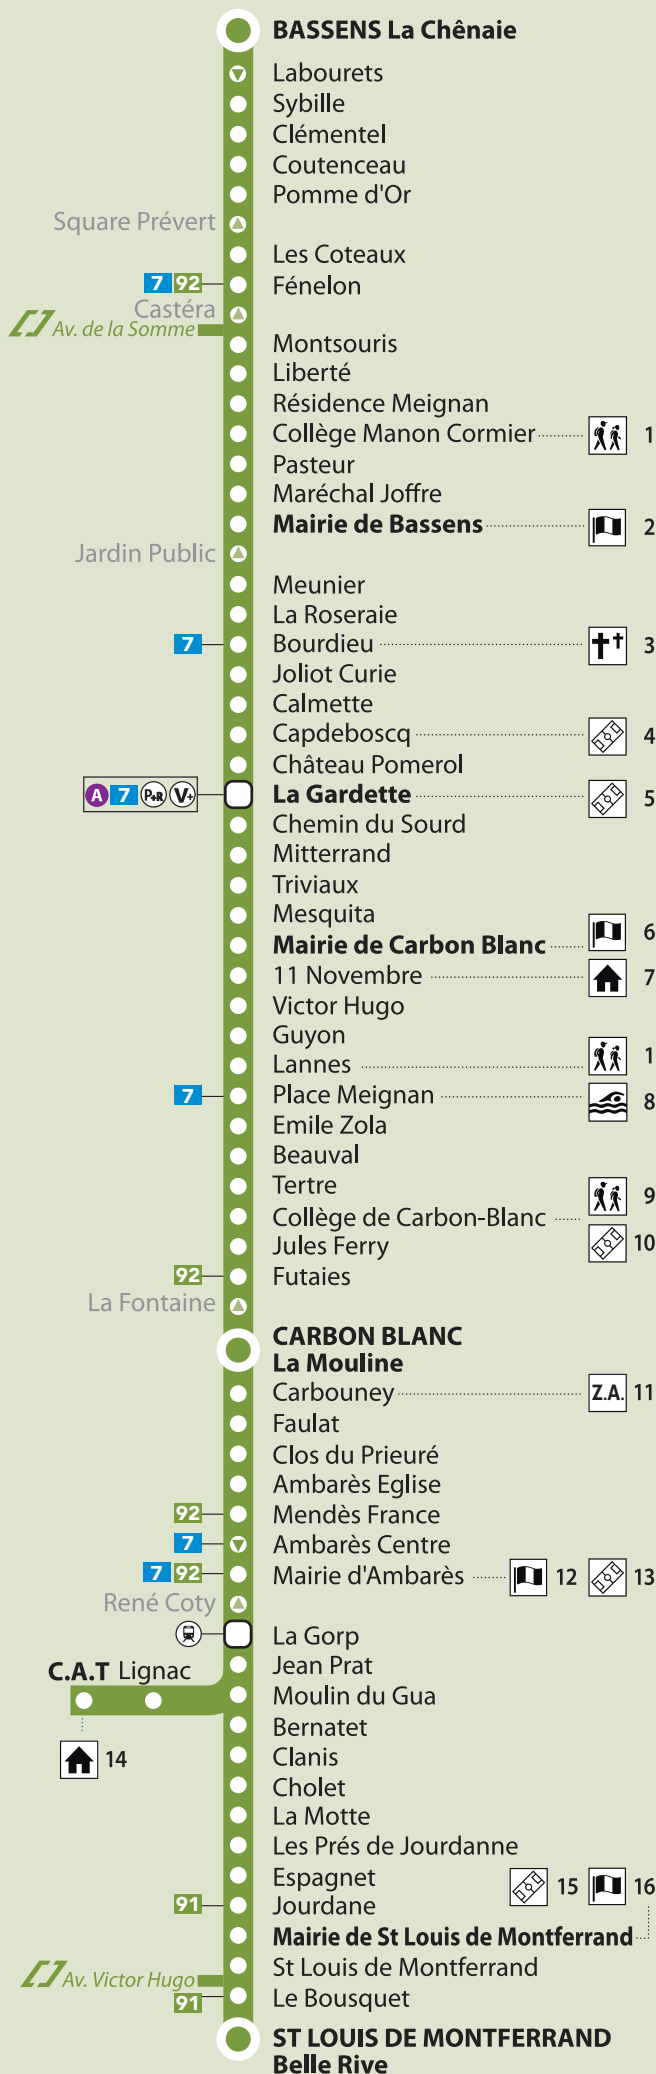 BASSENS La Chênaie
Labourets
Sybille
Clémentel
Coutenceau
Pomme d'Or
Square Prévert
Les Coteaux
7 92 Fénelon
Castéra
Av. de la Somme
Montsouris
Liberté
Résidence Meignan
Collège Manon Cormier 1
Pasteur
Maréchal Joffre
Mairie de Bassens 2
Jardin Public
Meunier
La Roseraie
7 Bourdieu 3
Joliot Curie
Calmette
Capdeboscq 4
Château Pomerol
A 7 P+R V+ La Gardette 5
Chemin du Sourd
Mitterrand
Triviaux
Mesquita
Mairie de Carbon Blanc 6
11 Novembre 7
Victor Hugo
Guyon
Lannes 1
7 Place Meignan 8
Emile Zola
Beauval
Tertre
Collège de Carbon-Blanc 9
Jules Ferry 10
92 Futaies
La Fontaine
CARBON BLANC
La Mouline
Carbouney Z.A. 11
Faulat
Clos du Prieuré
Ambarès Eglise
92 Mendès France
7 Ambarès Centre
7 92 Mairie d'Ambarès 12 13
René Coty
La Gorp
Jean Prat
C.A.T Lignac
Moulin du Gua
Bernatet
14
Clanis
Cholet
La Motte
Les Prés de Jourdanne
Espagnet 15 16
91 Jourdane
Mairie de St Louis de Montferrand
St Louis de Montferrand
Av. Victor Hugo
91 Le Bousquet
ST LOUIS DE MONTFERRAND
Belle Rive